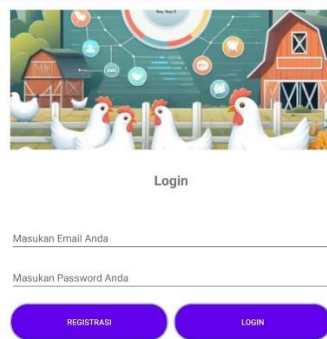 Login
Masukan Email Anda
Masukan Password Anda
REGISTRASI LOGIN